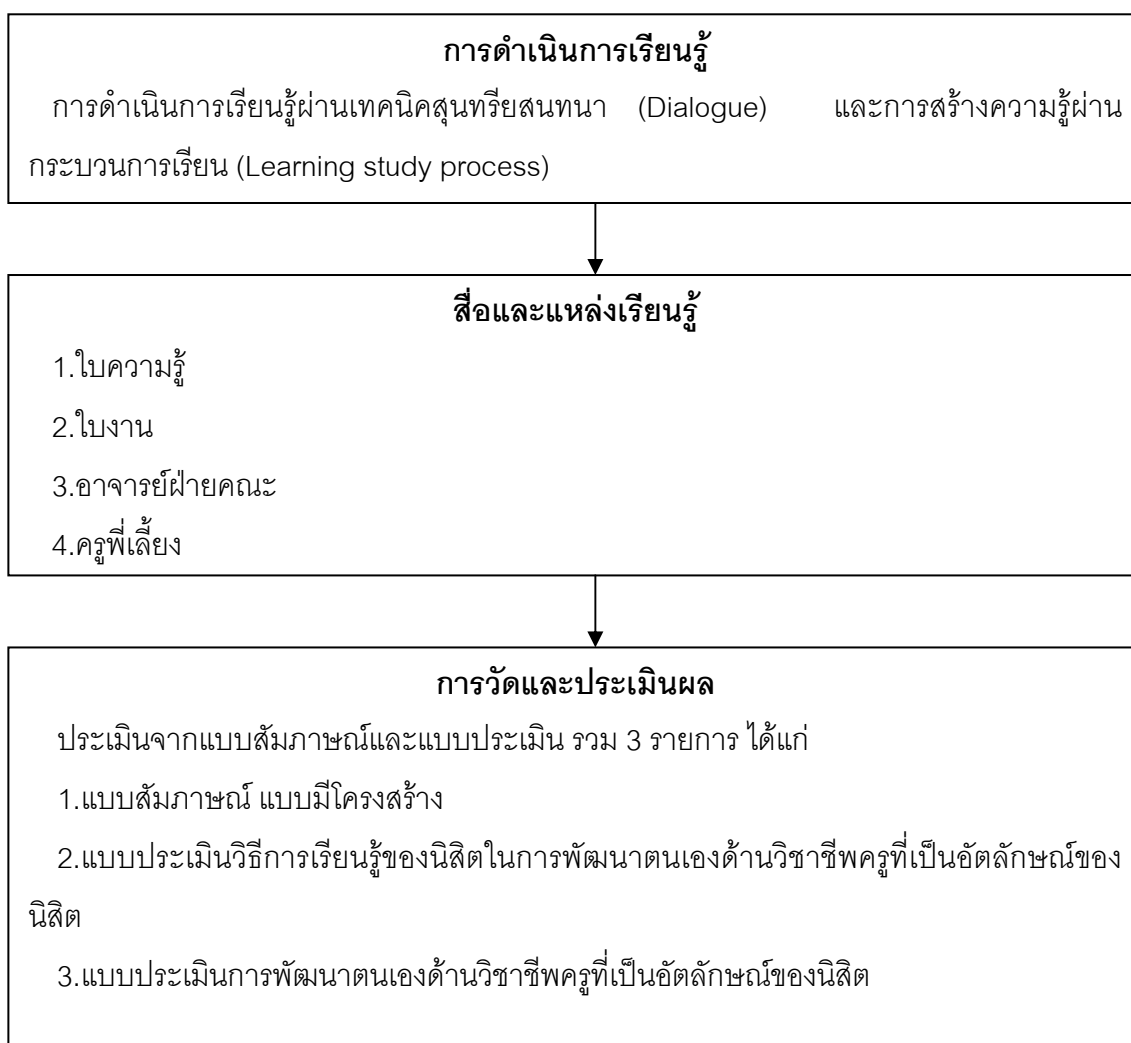 การดำเนินการเรียนรู้
การดำเนินการเรียนรู้ผ่านเทคนิคสุนทรียสนทนา (Dialogue) และการสร้างความรู้ผ่าน
กระบวนการเรียน (Learning study process)
สื่อและแหล่งเรียนรู้
1.ใบความรู้
2.ใบงาน
3.อาจารย์ฝ่ายคณะ
4.ครูพี่เลี้ยง
การวัดและประเมินผล
ประเมินจากแบบสัมภาษณ์และแบบประเมิน รวม 3 รายการ ได้แก่
1.แบบสัมภาษณ์ แบบมีโครงสร้าง
2.แบบประเมินวิธีการเรียนรู้ของนิสิตในการพัฒนาตนเองด้านวิชาชีพครูที่เป็นอัตลักษณ์ของ
นิสิต
3.แบบประเมินการพัฒนาตนเองด้านวิชาชีพครูที่เป็นอัตลักษณ์ของนิสิต